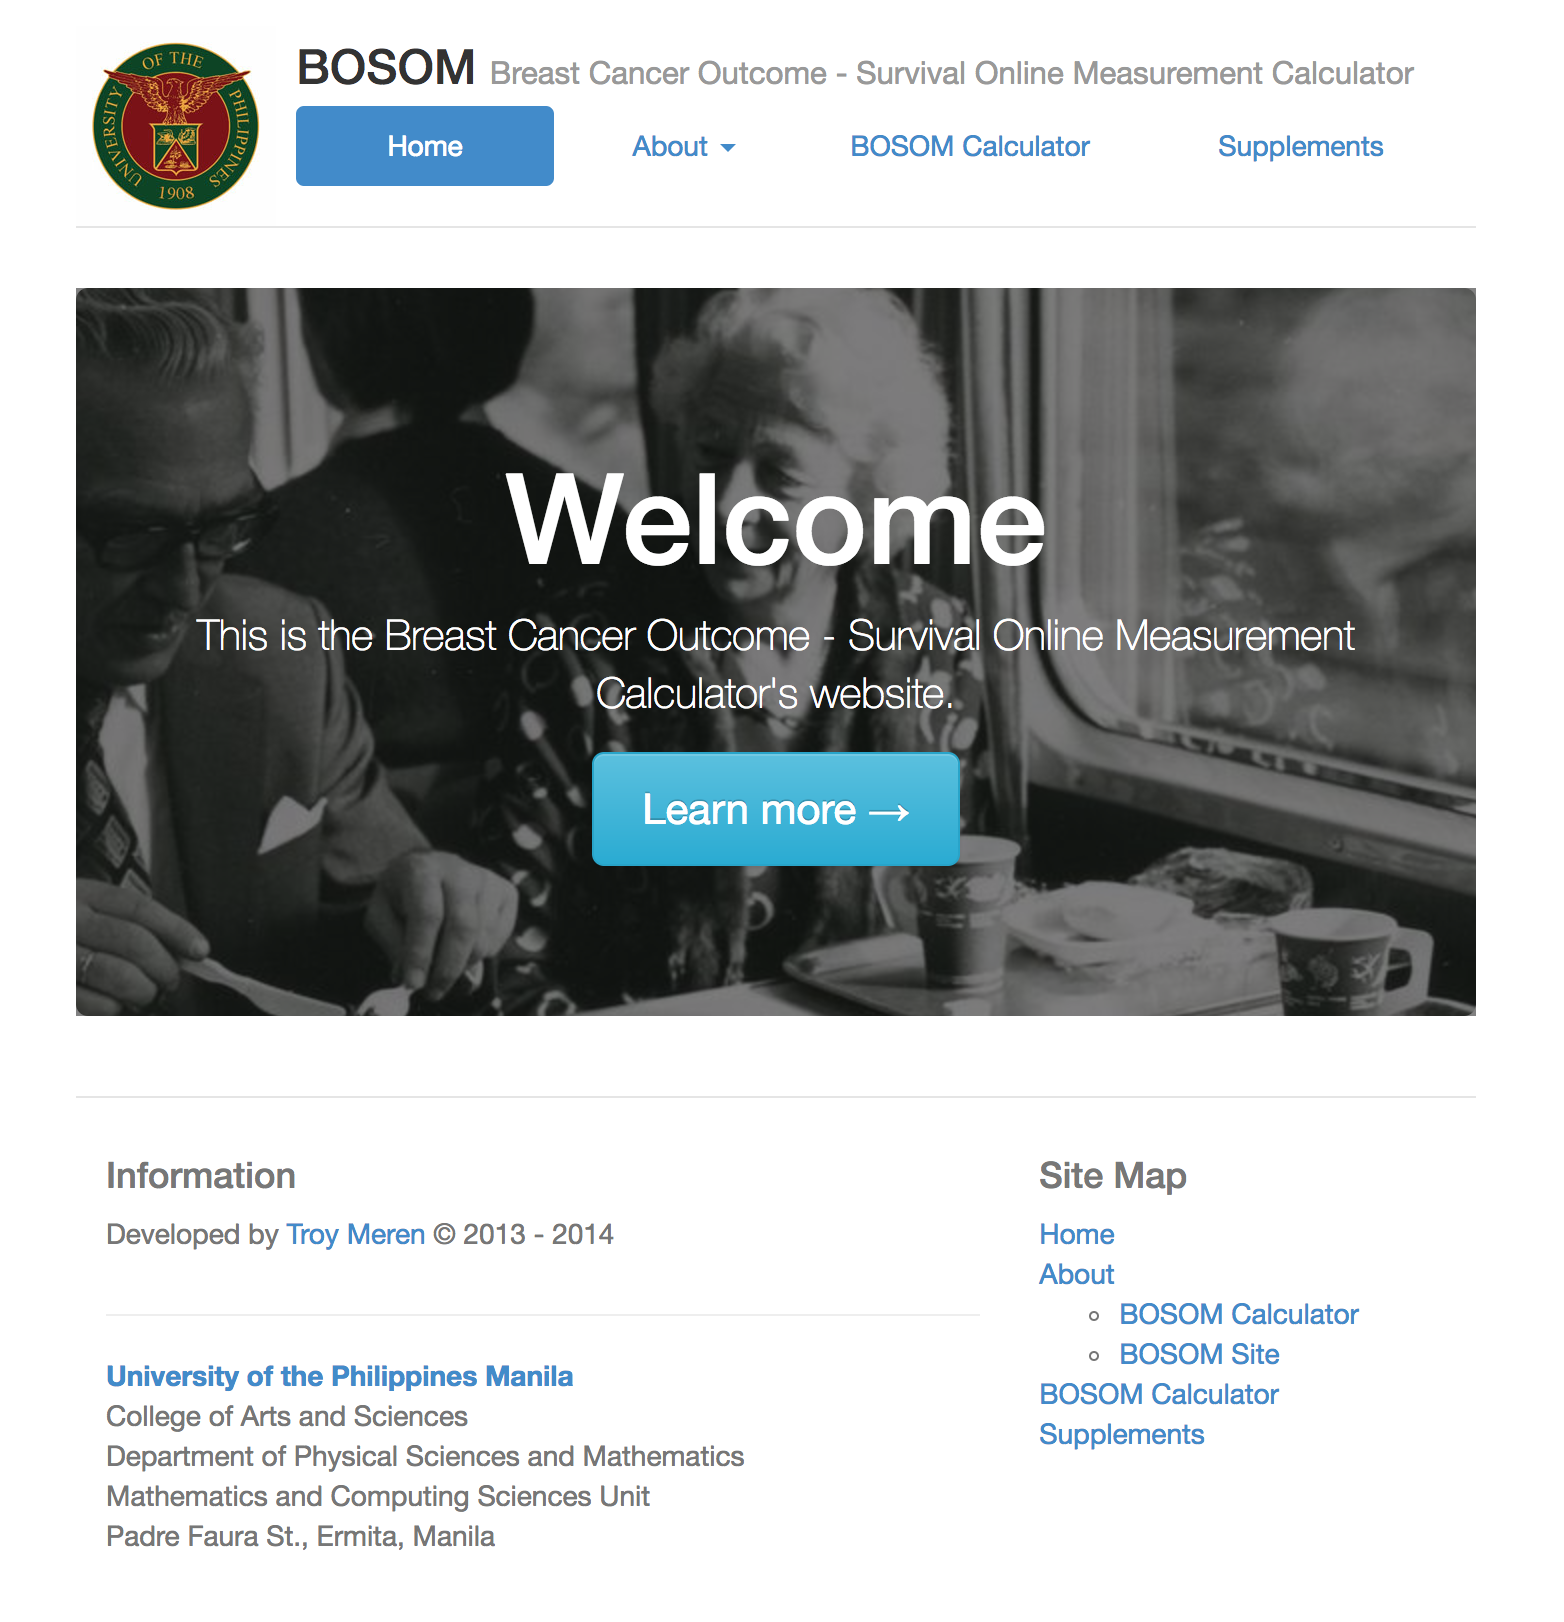 UNIVERSITY OF THE PHILIPPINES
1908
BOSOM Breast Cancer Outcome - Survival Online Measurement Calculator
Home About BOSOM Calculator Supplements
Welcome
This is the Breast Cancer Outcome - Survival Online Measurement
Calculator's website.
Learn more →
Information
Developed by Troy Meren © 2013 - 2014
University of the Philippines Manila
College of Arts and Sciences
Department of Physical Sciences and Mathematics
Mathematics and Computing Sciences Unit
Padre Faura St., Ermita, Manila
Site Map
Home
About
BOSOM Calculator
BOSOM Site
BOSOM Calculator
Supplements